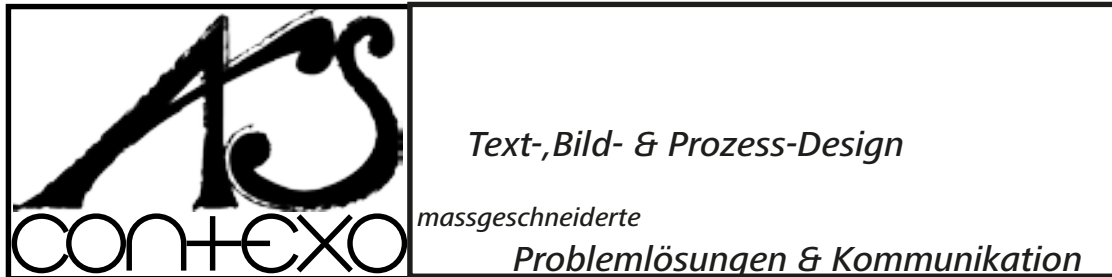 AS
contexo
Text-,Bild- & Prozess-Design
massgeschneiderte
Problemlösungen & Kommunikation